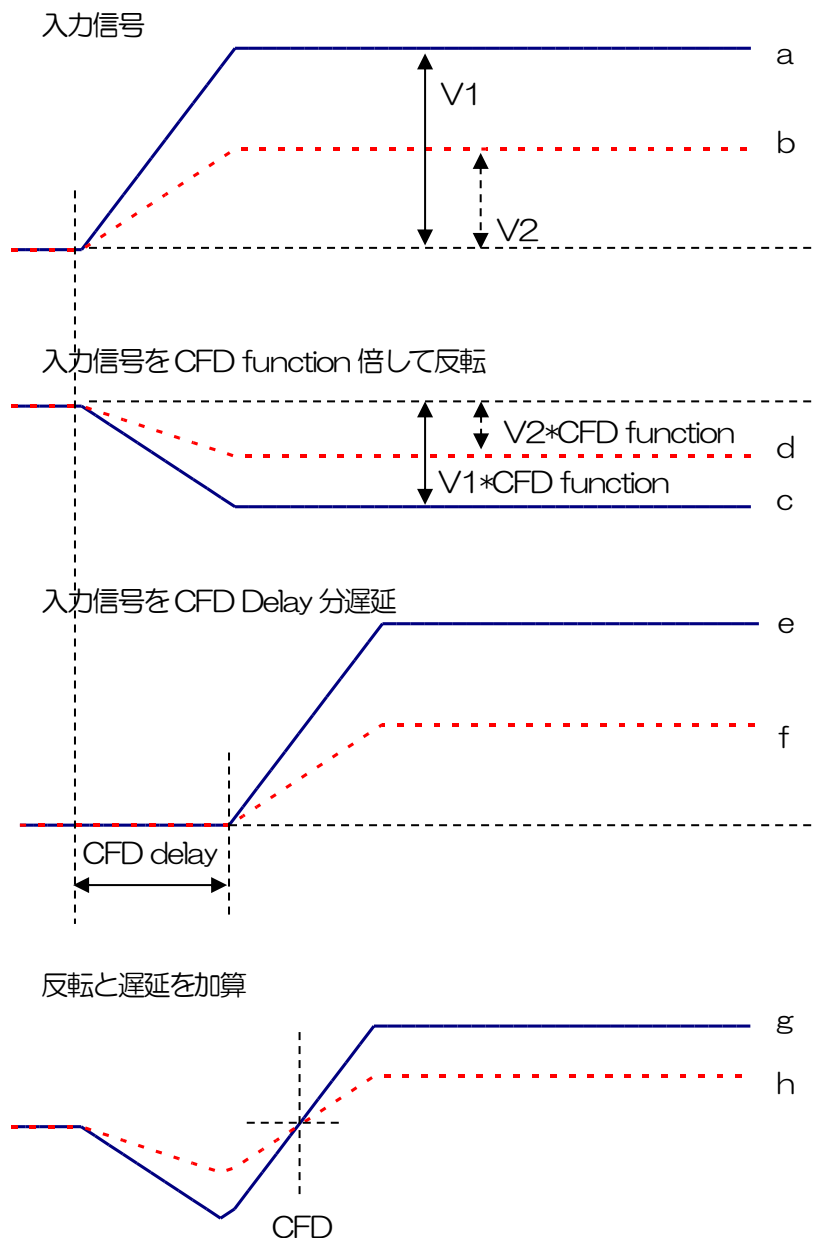 入力信号
a
V1
b
V2
入力信号をCFD function 倍して反転
V2*CFD function
d
V1*CFD function
c
入力信号をCFD Delay 分遅延
e
f
CFD delay
反転と遅延を加算
g
h
CFD